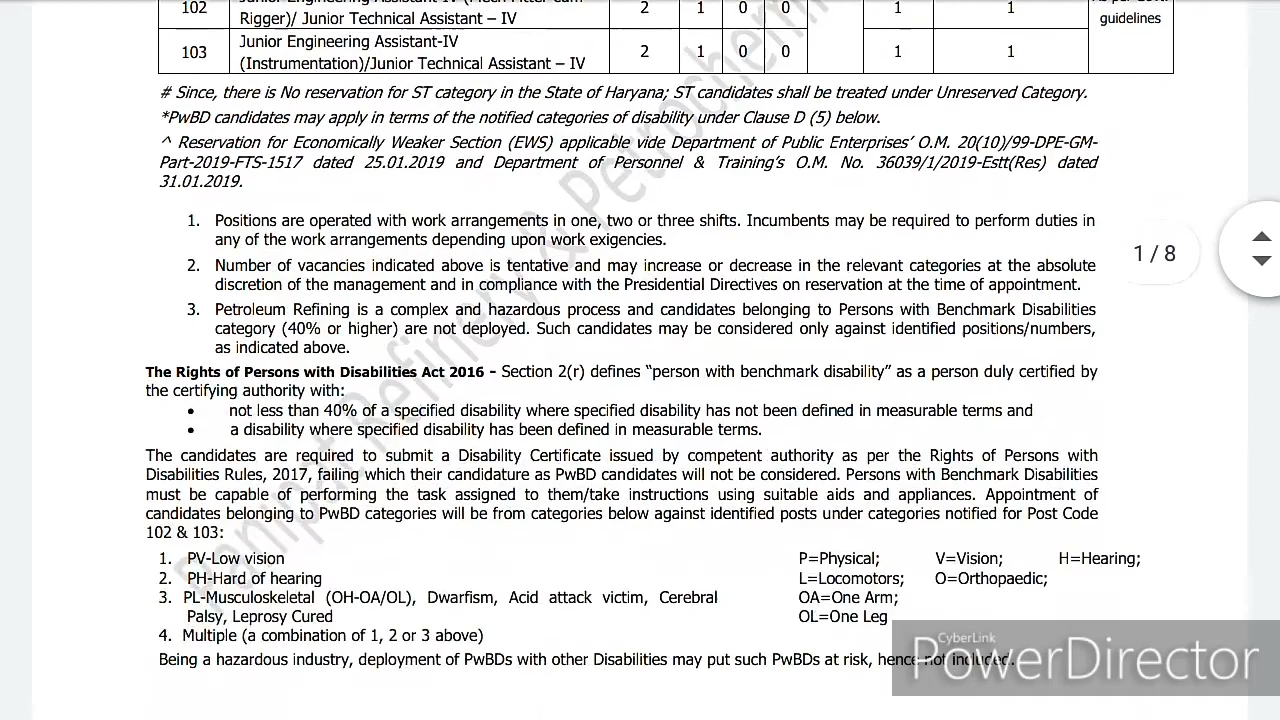 102 Rigger)/ Junior Technical Assistant – IV 2 1 0 0 1 1
guidelines
103 Junior Engineering Assistant-IV (Instrumentation)/Junior Technical Assistant – IV 2 1 0 0 1 1
# Since, there is No reservation for ST category in the State of Haryana; ST candidates shall be treated under Unreserved Category.
*PwBD candidates may apply in terms of the notified categories of disability under Clause D (5) below.
^ Reservation for Economically Weaker Section (EWS) applicable vide Department of Public Enterprises' O.M. 20(10)/99-DPE-GM-
Part-2019-FTS-1517 dated 25.01.2019 and Department of Personnel & Training's O.M. No. 36039/1/2019-Estt(Res) dated
31.01.2019.
1. Positions are operated with work arrangements in one, two or three shifts. Incumbents may be required to perform duties in
any of the work arrangements depending upon work exigencies.
2. Number of vacancies indicated above is tentative and may increase or decrease in the relevant categories at the absolute
discretion of the management and in compliance with the Presidential Directives on reservation at the time of appointment.
3. Petroleum Refining is a complex and hazardous process and candidates belonging to Persons with Benchmark Disabilities
category (40% or higher) are not deployed. Such candidates may be considered only against identified positions/numbers,
as indicated above.
The Rights of Persons with Disabilities Act 2016 - Section 2(r) defines "person with benchmark disability" as a person duly certified by
the certifying authority with:
• not less than 40% of a specified disability where specified disability has not been defined in measurable terms and
• a disability where specified disability has been defined in measurable terms.
The candidates are required to submit a Disability Certificate issued by competent authority as per the Rights of Persons with
Disabilities Rules, 2017, failing which their candidature as PwBD candidates will not be considered. Persons with Benchmark Disabilities
must be capable of performing the task assigned to them/take instructions using suitable aids and appliances. Appointment of
candidates belonging to PwBD categories will be from categories below against identified posts under categories notified for Post Code
102 & 103:
1. PV-Low vision P=Physical; V=Vision; H=Hearing;
2. PH-Hard of hearing L=Locomotors; O=Orthopaedic;
3. PL-Musculoskeletal (OH-OA/OL), Dwarfism, Acid attack victim, Cerebral OA=One Arm;
Palsy, Leprosy Cured OL=One Leg
4. Multiple (a combination of 1, 2 or 3 above)
Being a hazardous industry, deployment of PwBDs with other Disabilities may put such PwBDs at risk, hence not included.
1 / 8
Panipat Refinery & Petrochem
CyberLink
PowerDirector